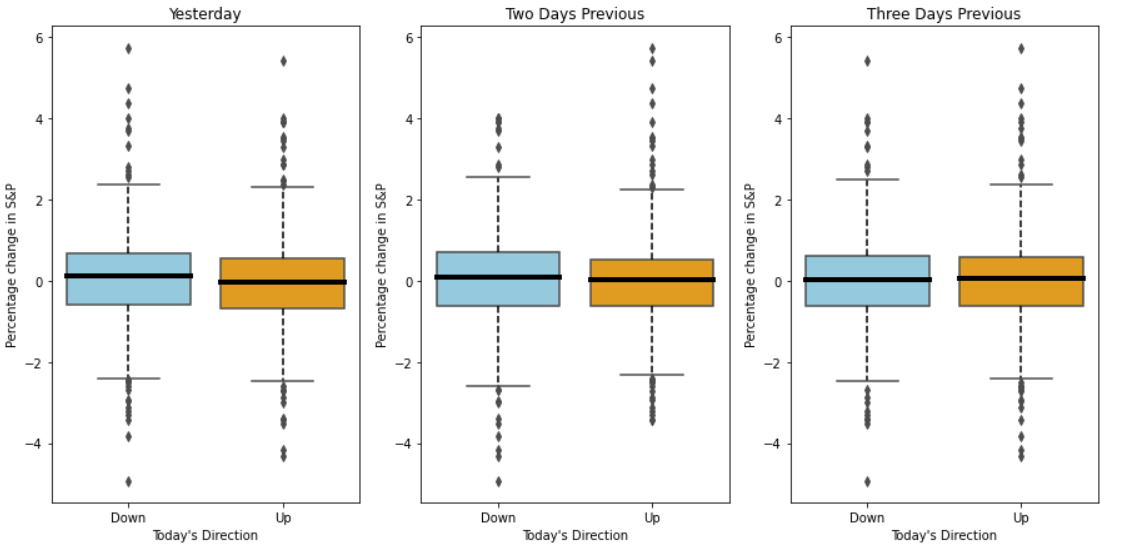 Yesterday
Two Days Previous
Three Days Previous
Percentage change in S&P
6
4
2
0
−2
−4
Down
Up
Today's Direction
Percentage change in S&P
6
4
2
0
−2
−4
Down
Up
Today's Direction
Percentage change in S&P
6
4
2
0
−2
−4
Down
Up
Today's Direction